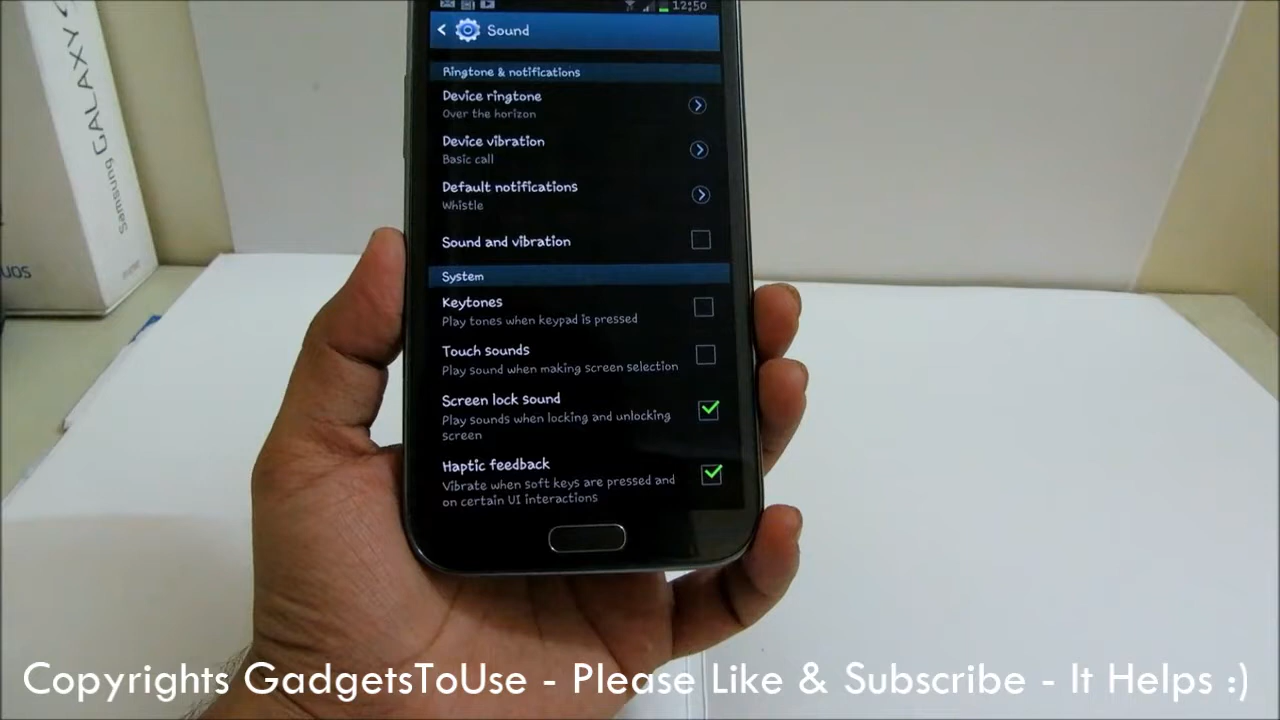 12:50
Sound
Ringtone & notifications
Device ringtone
Over the horizon
Device vibration
Basic call
Default notifications
Whistle
Sound and vibration
System
Keytones
Play tones when keypad is pressed
Touch sounds
Play sound when making screen selection
Screen lock sound
Play sounds when locking and unlocking
screen
Haptic feedback
Vibrate when soft keys are pressed and
on certain UI interactions
Samsung GALAXY S
UOS
Copyrights GadgetsToUse - Please Like & Subscribe - It Helps :)